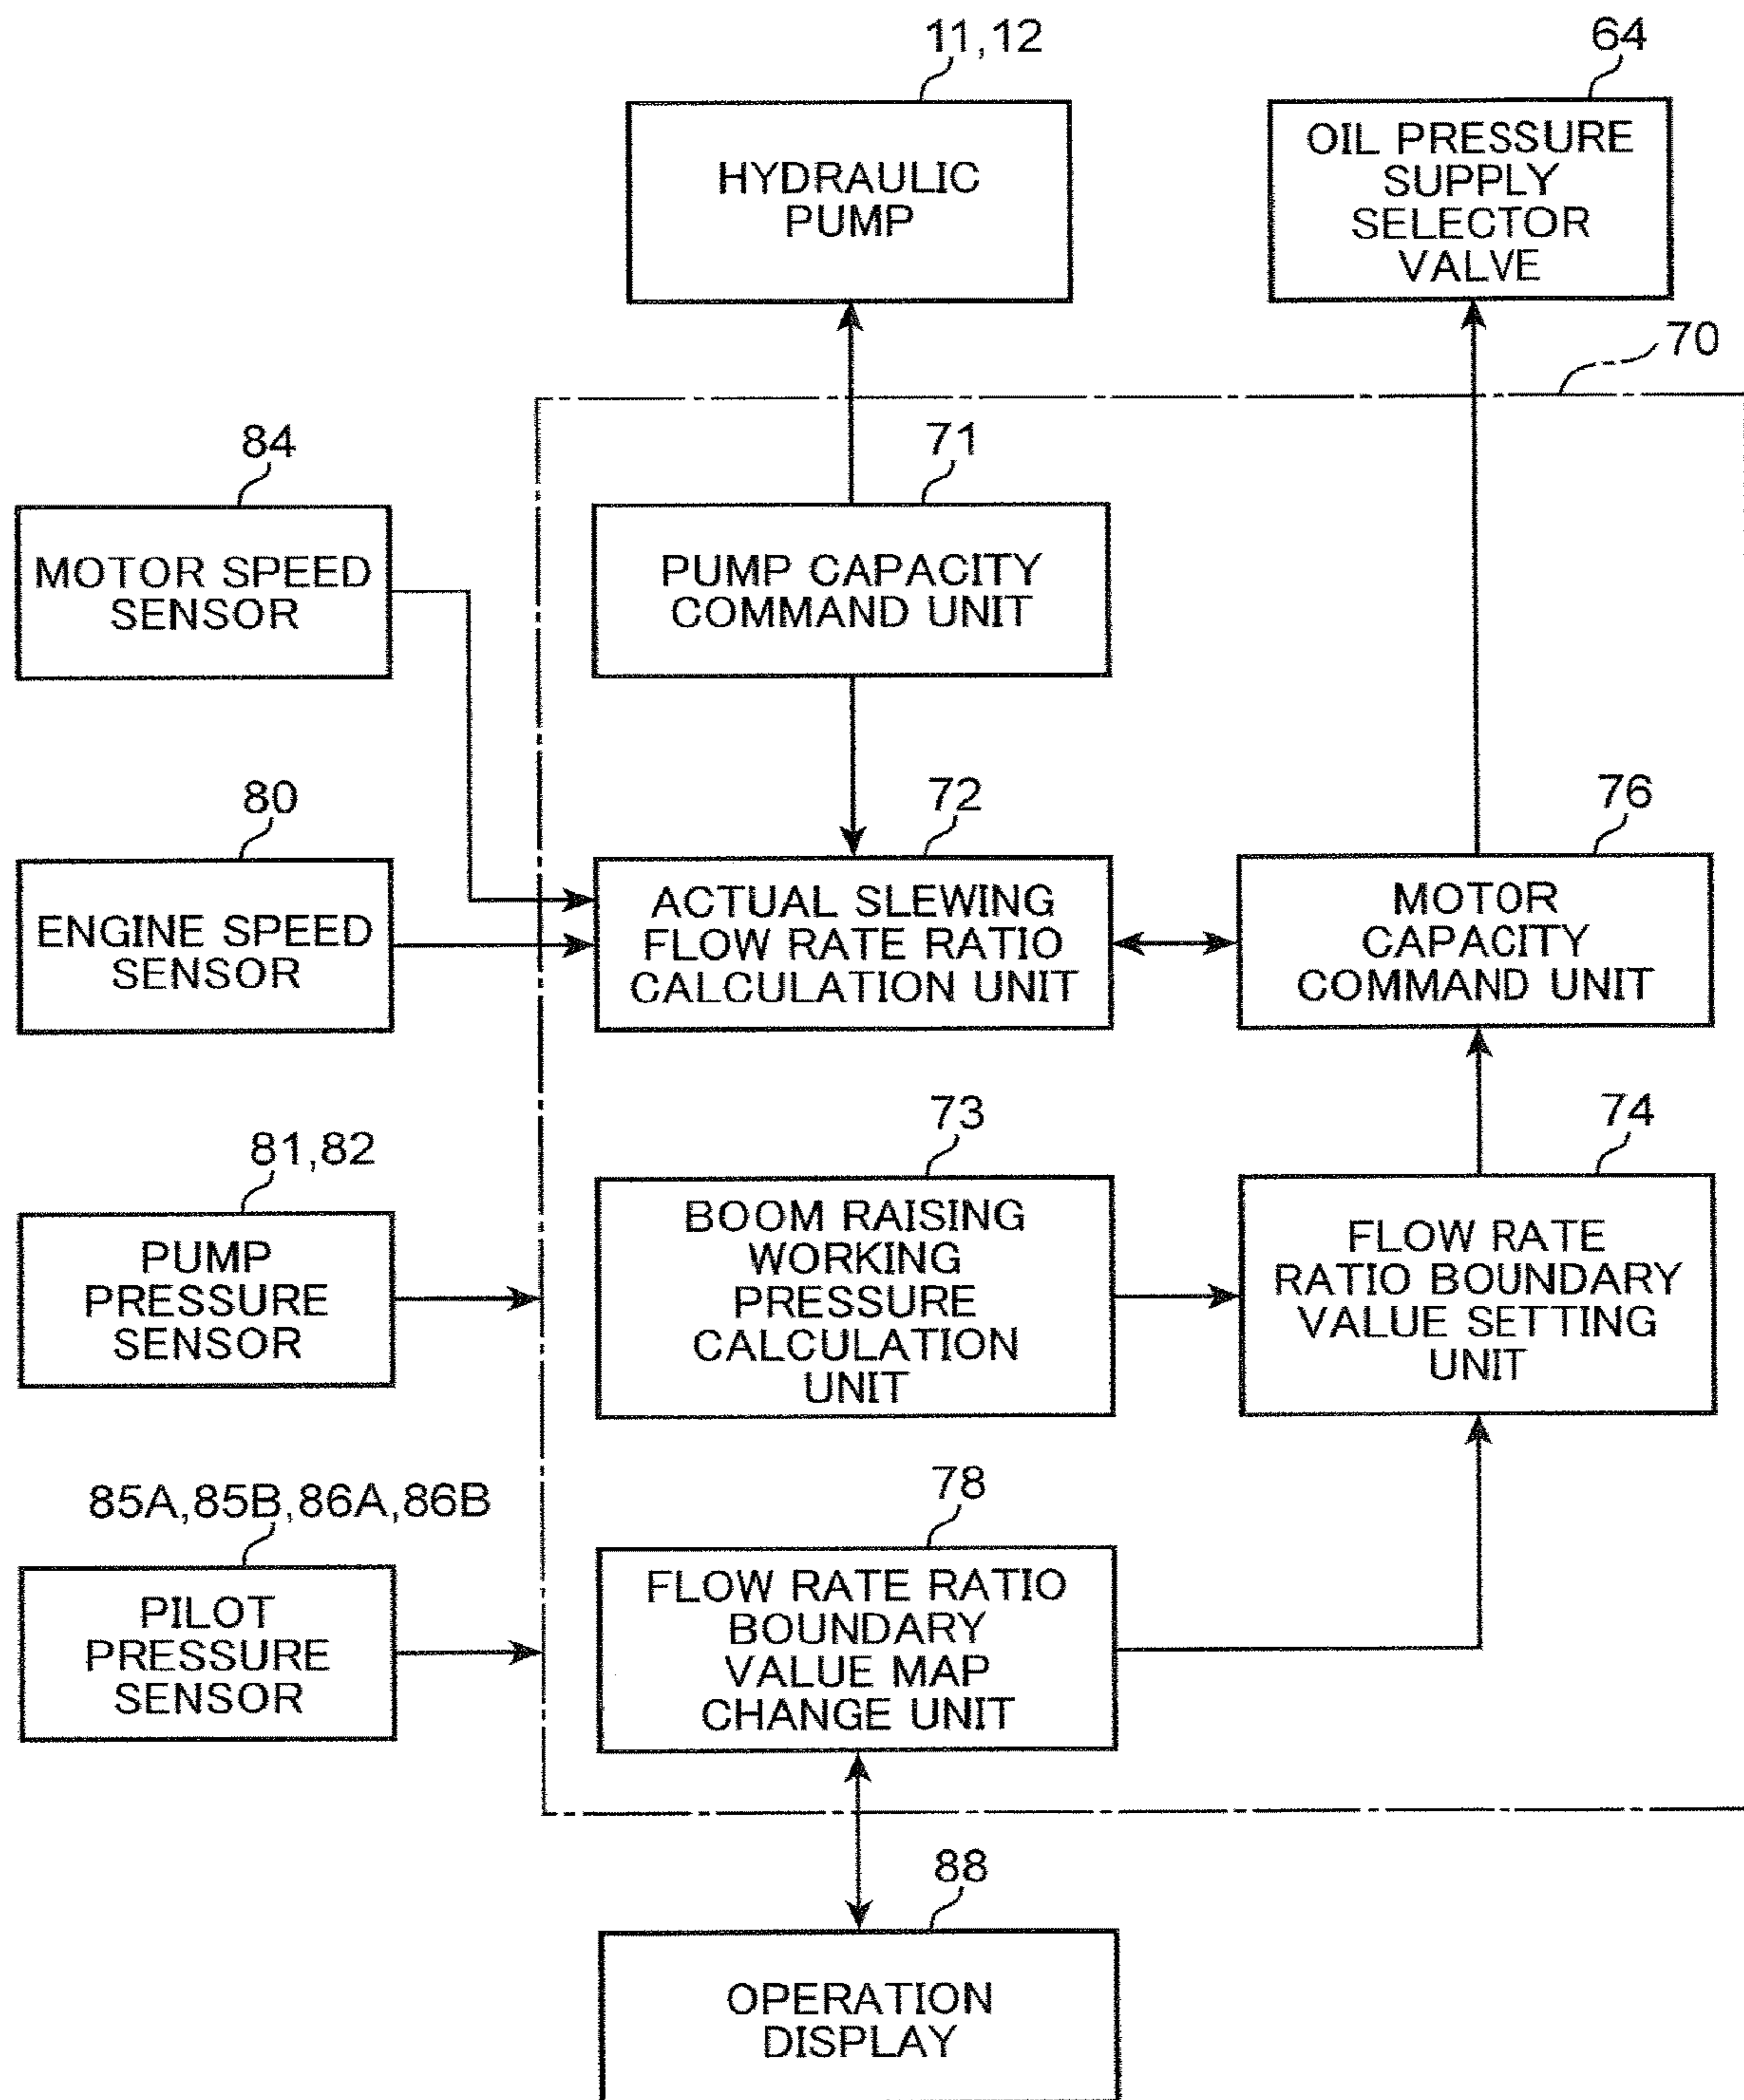 11,12
HYDRAULIC
PUMP
64
OIL PRESSURE
SUPPLY
SELECTOR
VALVE
70
84
MOTOR SPEED
SENSOR
71
PUMP CAPACITY
COMMAND UNIT
80
ENGINE SPEED
SENSOR
72
ACTUAL SLEWING
FLOW RATE RATIO
CALCULATION UNIT
76
MOTOR
CAPACITY
COMMAND UNIT
81,82
PUMP
PRESSURE
SENSOR
73
BOOM RAISING
WORKING
PRESSURE
CALCULATION
UNIT
74
FLOW RATE
RATIO BOUNDARY
VALUE SETTING
UNIT
85A,85B,86A,86B
PILOT
PRESSURE
SENSOR
78
FLOW RATE RATIO
BOUNDARY
VALUE MAP
CHANGE UNIT
88
OPERATION
DISPLAY